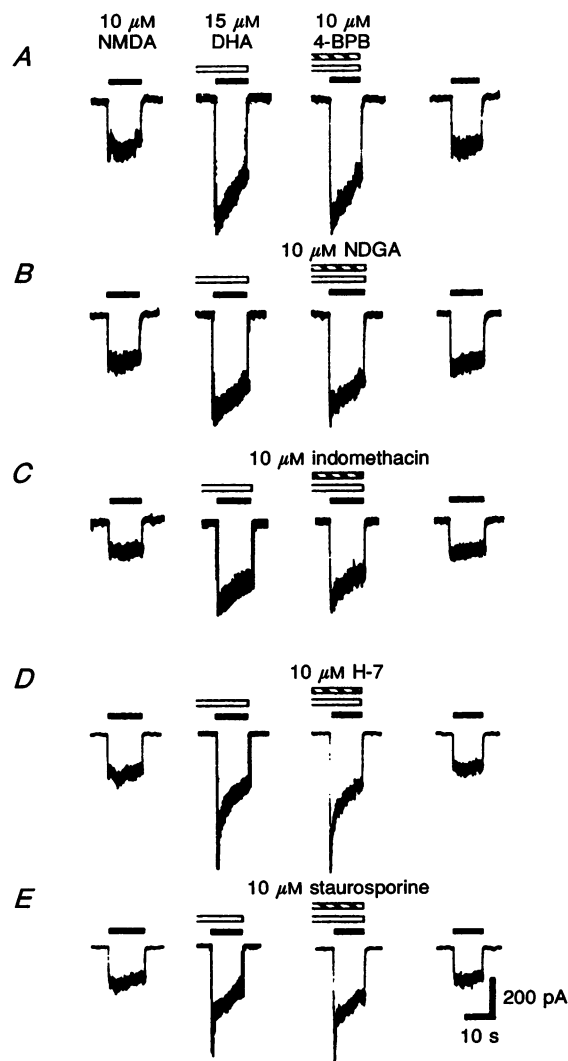 10 μM
NMDA
15 μM
DHA
10 μM
4-BPB
A
10 μM NDGA
B
10 μM indomethacin
C
10 μM H-7
D
10 μM staurosporine
E
200 pA
10 s